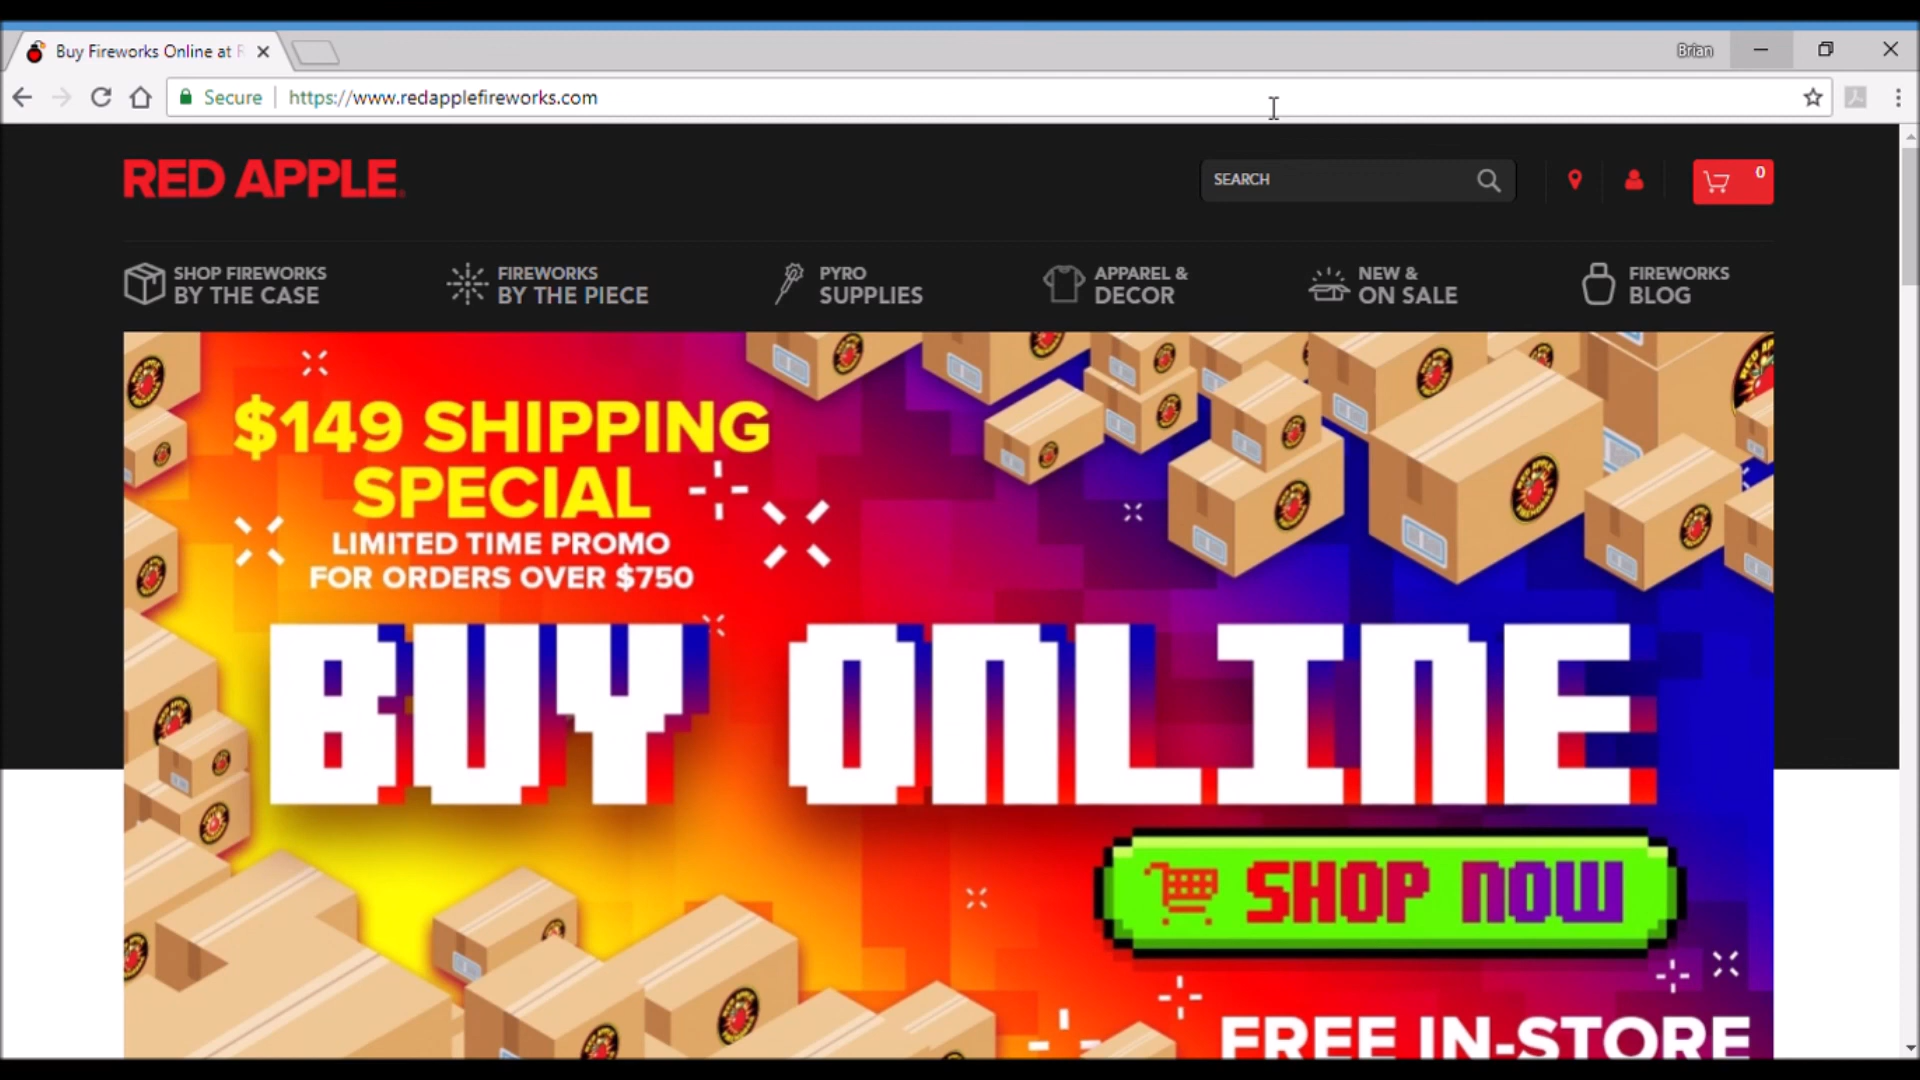 Buy Fireworks Online at R
Brian
Secure
https://www.redapplefireworks.com
RED APPLE
SEARCH
0
SHOP FIREWORKS
BY THE CASE
FIREWORKS
BY THE PIECE
PYRO
SUPPLIES
APPAREL &
DECOR
NEW &
ON SALE
FIREWORKS
BLOG
$149 SHIPPING
SPECIAL
LIMITED TIME PROMO
FOR ORDERS OVER $750
BUY ONLINE
SHOP NOW
FREE IN-STORE